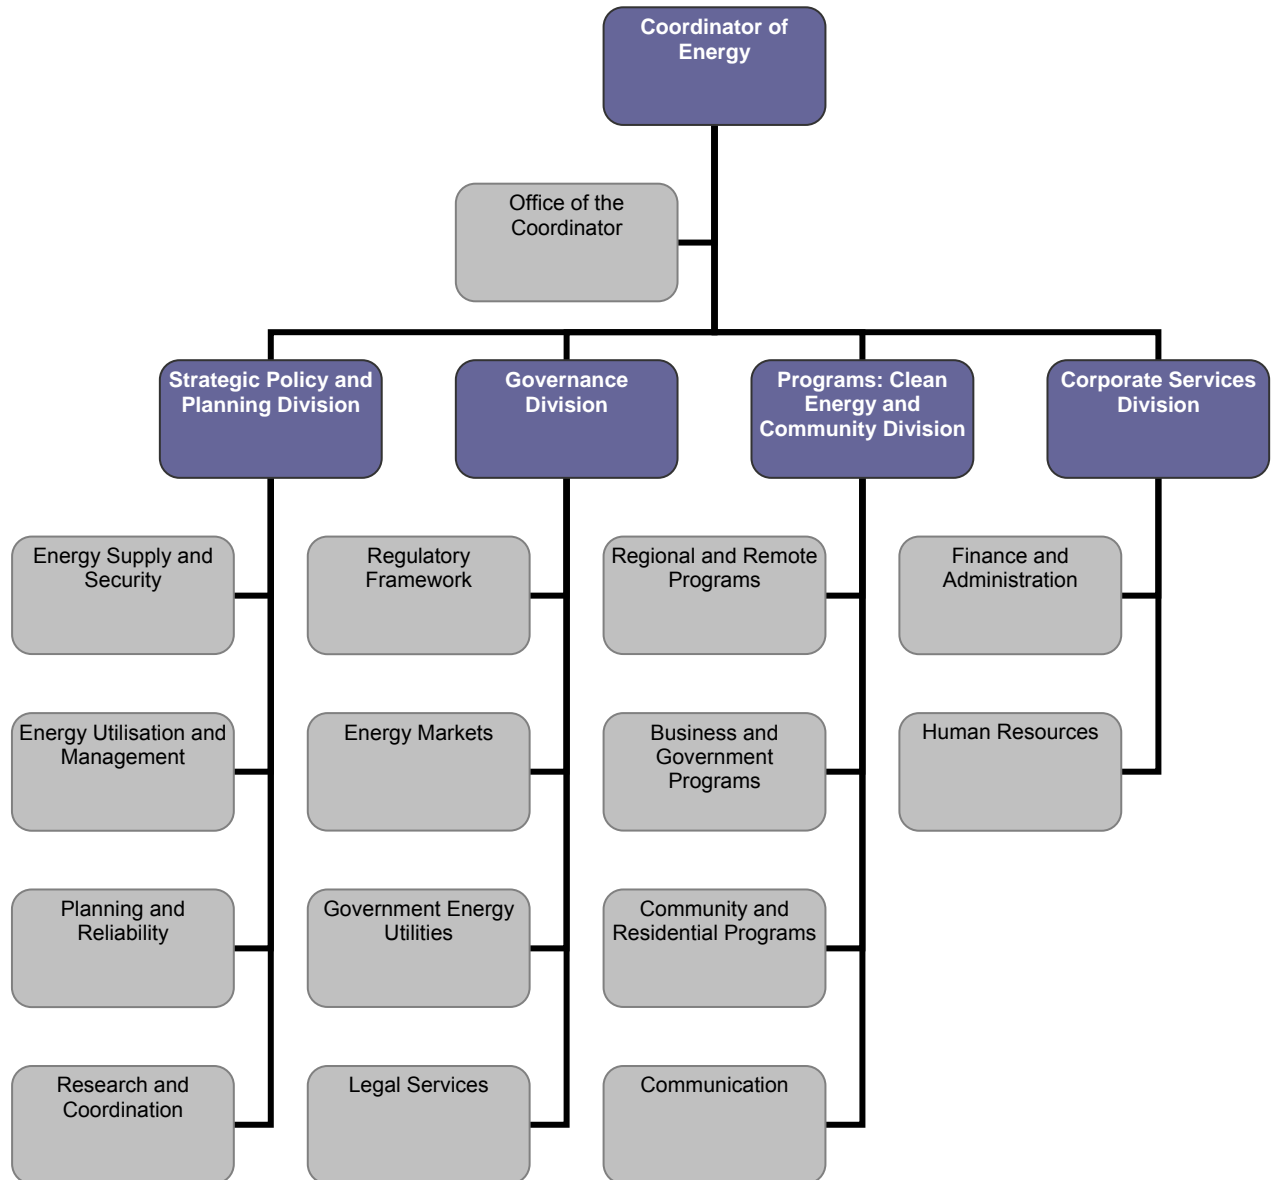 Coordinator of
Energy
Office of the
Coordinator
Strategic Policy and
Planning Division
Governance
Division
Programs: Clean
Energy and
Community Division
Corporate Services
Division
Energy Supply and
Security
Regulatory
Framework
Regional and Remote
Programs
Finance and
Administration
Energy Utilisation and
Management
Energy Markets
Business and
Government
Programs
Human Resources
Planning and
Reliability
Government Energy
Utilities
Community and
Residential Programs
Research and
Coordination
Legal Services
Communication